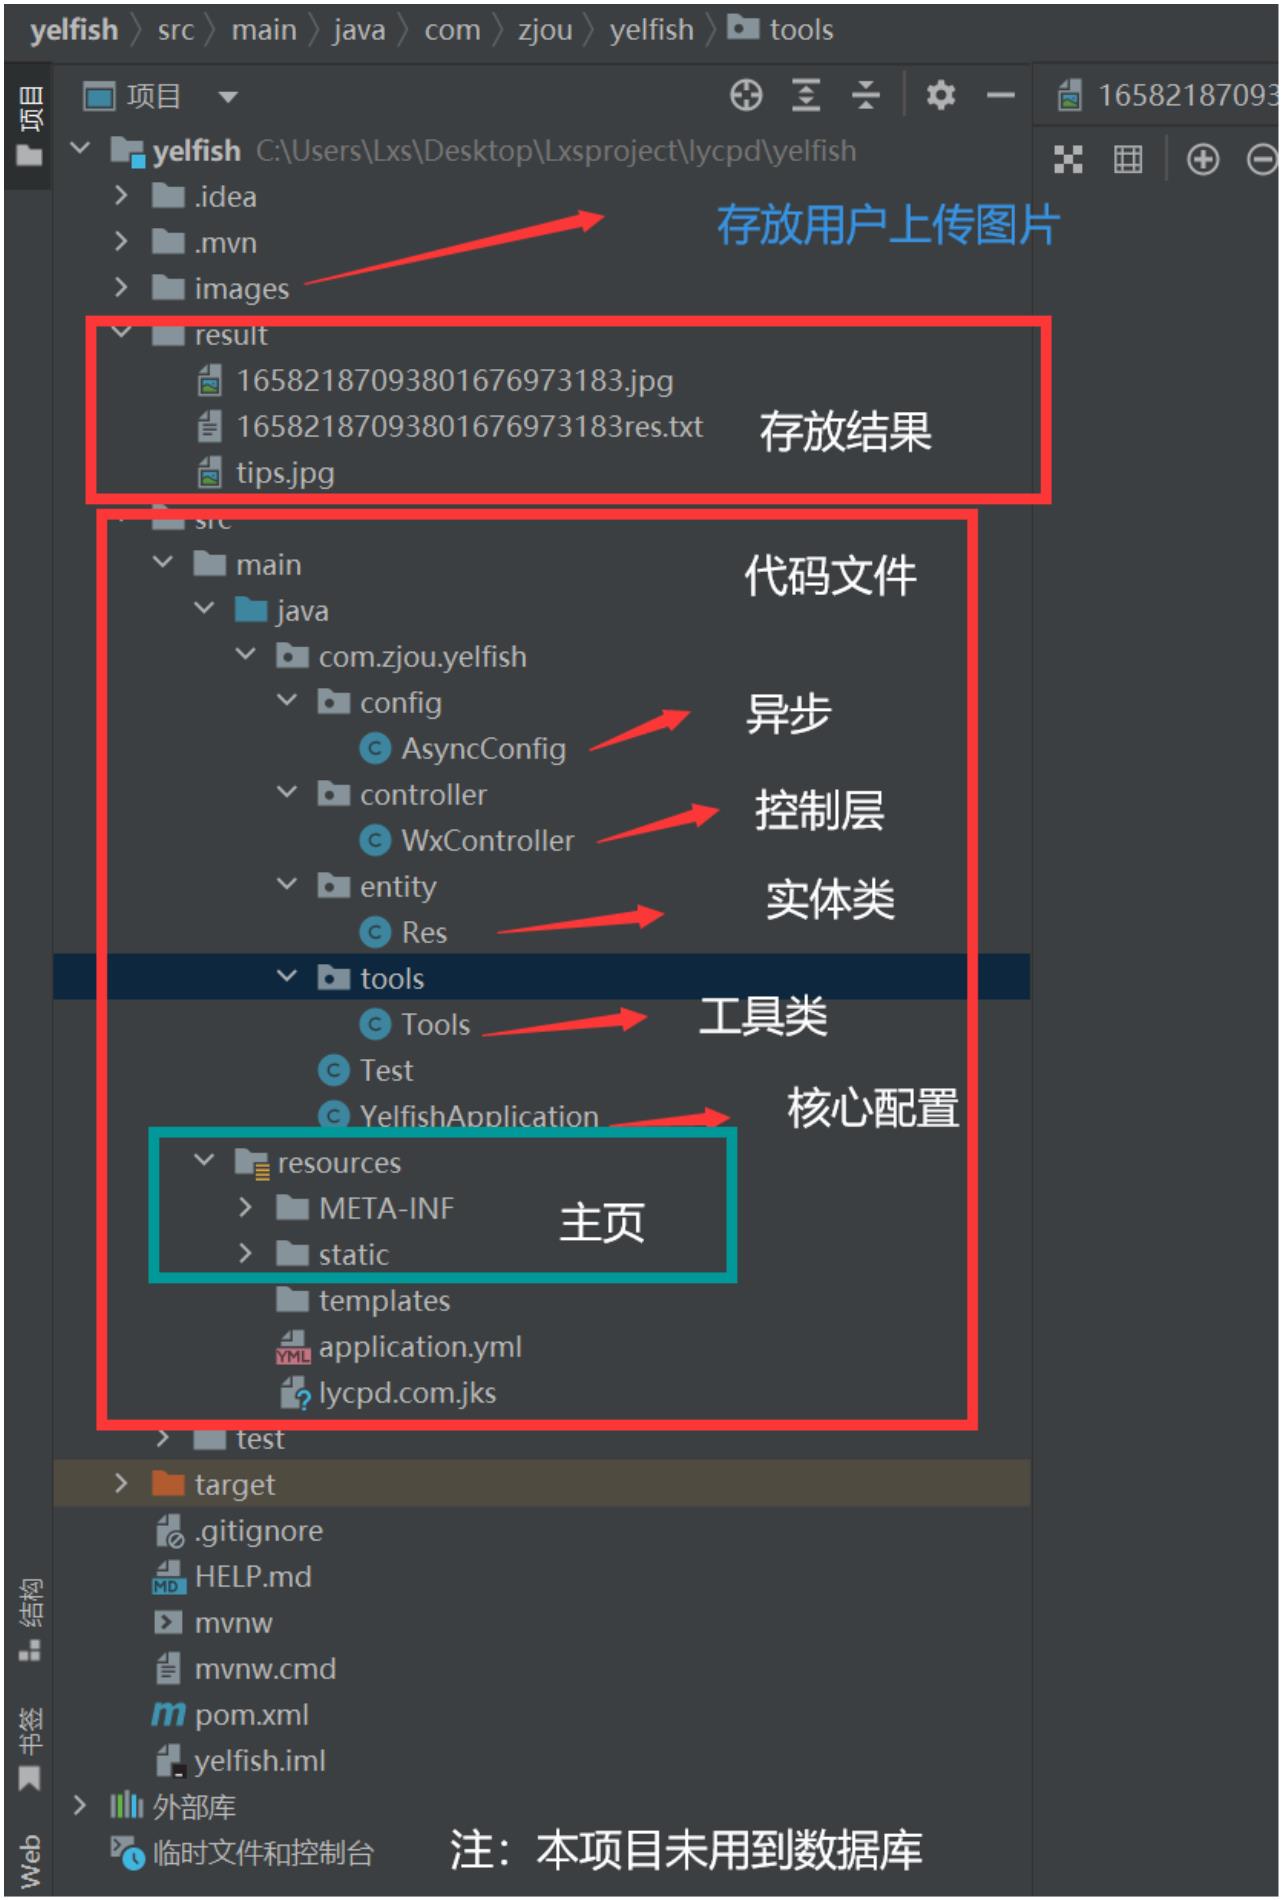 yelfish 〉 src 〉 main 〉 java 〉 com 〉 zjou 〉 yelfish 〉 tools
项目
项目
16582187093
yelfish C:\Users\Lxs\Desktop\Lxsproject\lycpd\yelfish
.idea
存放用户上传图片
.mvn
images
result
16582187093801676973183.jpg
16582187093801676973183res.txt
存放结果
tips.jpg
src
main
代码文件
java
com.zjou.yelfish
config
异步
AsyncConfig
controller
控制层
WxController
entity
实体类
Res
tools
Tools
工具类
Test
YelfishApplication
核心配置
resources
META-INF
主页
static
templates
application.yml
lycpd.com.jks
test
target
.gitignore
HELP.md
mvnw
mvnw.cmd
pom.xml
yelfish.iml
外部库
临时文件和控制台
注：本项目未用到数据库
结构
书签
Web